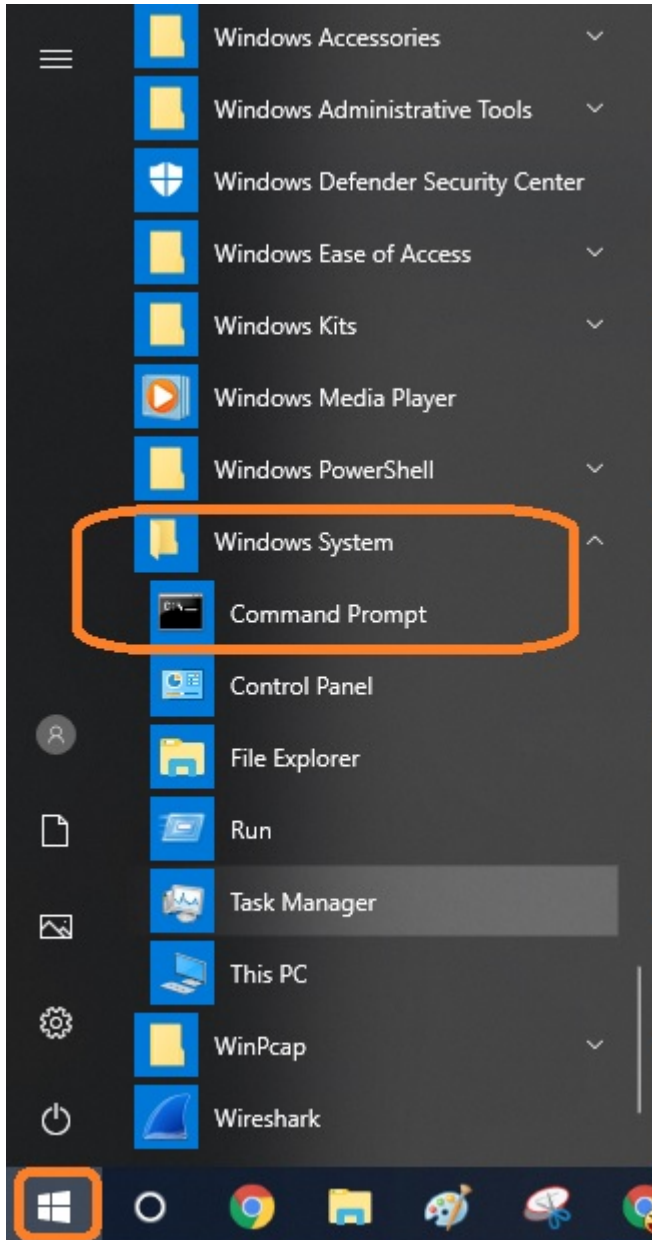 Windows Accessories
Windows Administrative Tools
Windows Defender Security Center
Windows Ease of Access
Windows Kits
Windows Media Player
Windows PowerShell
Windows System
Command Prompt
Control Panel
File Explorer
Run
Task Manager
This PC
WinPcap
Wireshark